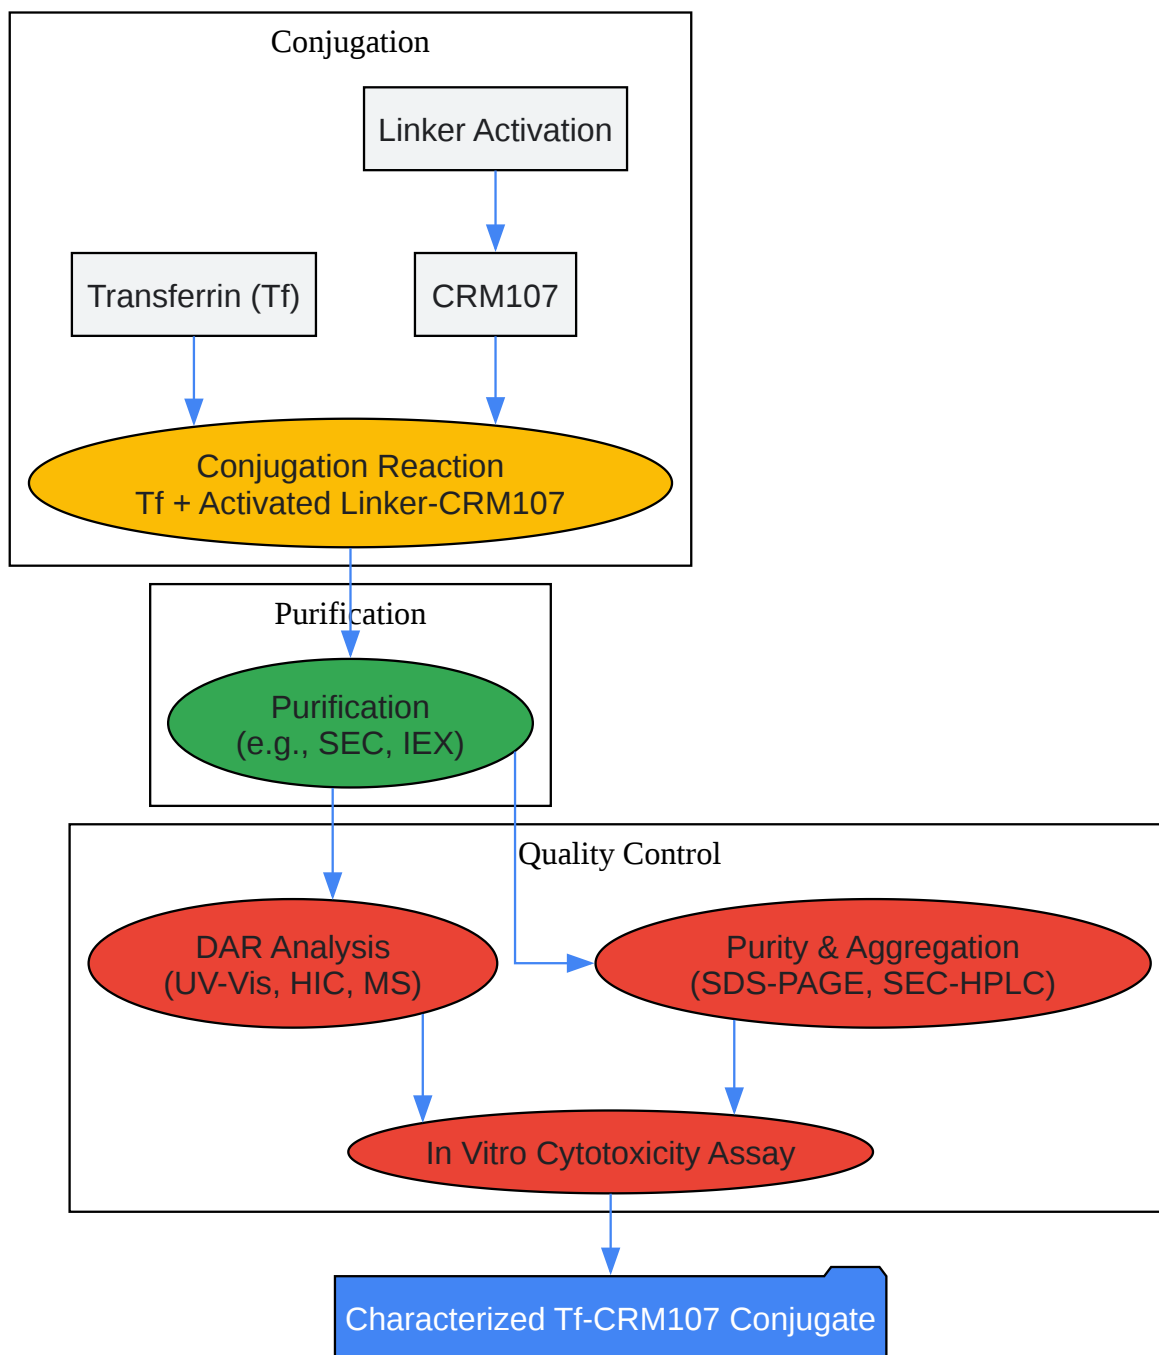 Conjugation
Linker Activation
Transferrin (Tf)
CRM107
Conjugation Reaction
Tf + Activated Linker-CRM107
Purification
Purification
(e.g., SEC, IEX)
Quality Control
DAR Analysis
(UV-Vis, HIC, MS)
Purity & Aggregation
(SDS-PAGE, SEC-HPLC)
In Vitro Cytotoxicity Assay
Characterized Tf-CRM107 Conjugate